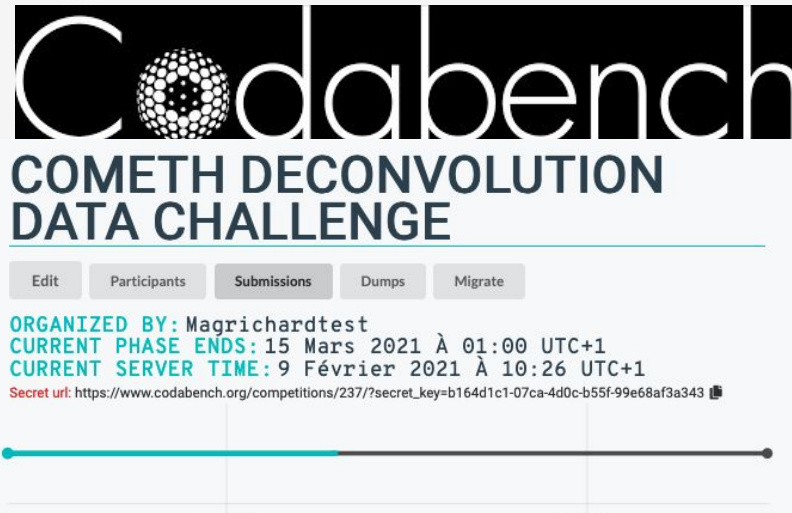 Codabench
COMETH DECONVOLUTION
DATA CHALLENGE
Edit Participants Submissions Dumps Migrate
ORGANIZED BY: Magrichardtest
CURRENT PHASE ENDS: 15 Mars 2021 À 01:00 UTC+1
CURRENT SERVER TIME: 9 Février 2021 À 10:26 UTC+1
Secret url: https://www.codabench.org/competitions/237/?secret_key=b164d1c1-07ca-4d0c-b55f-99e68af3a343